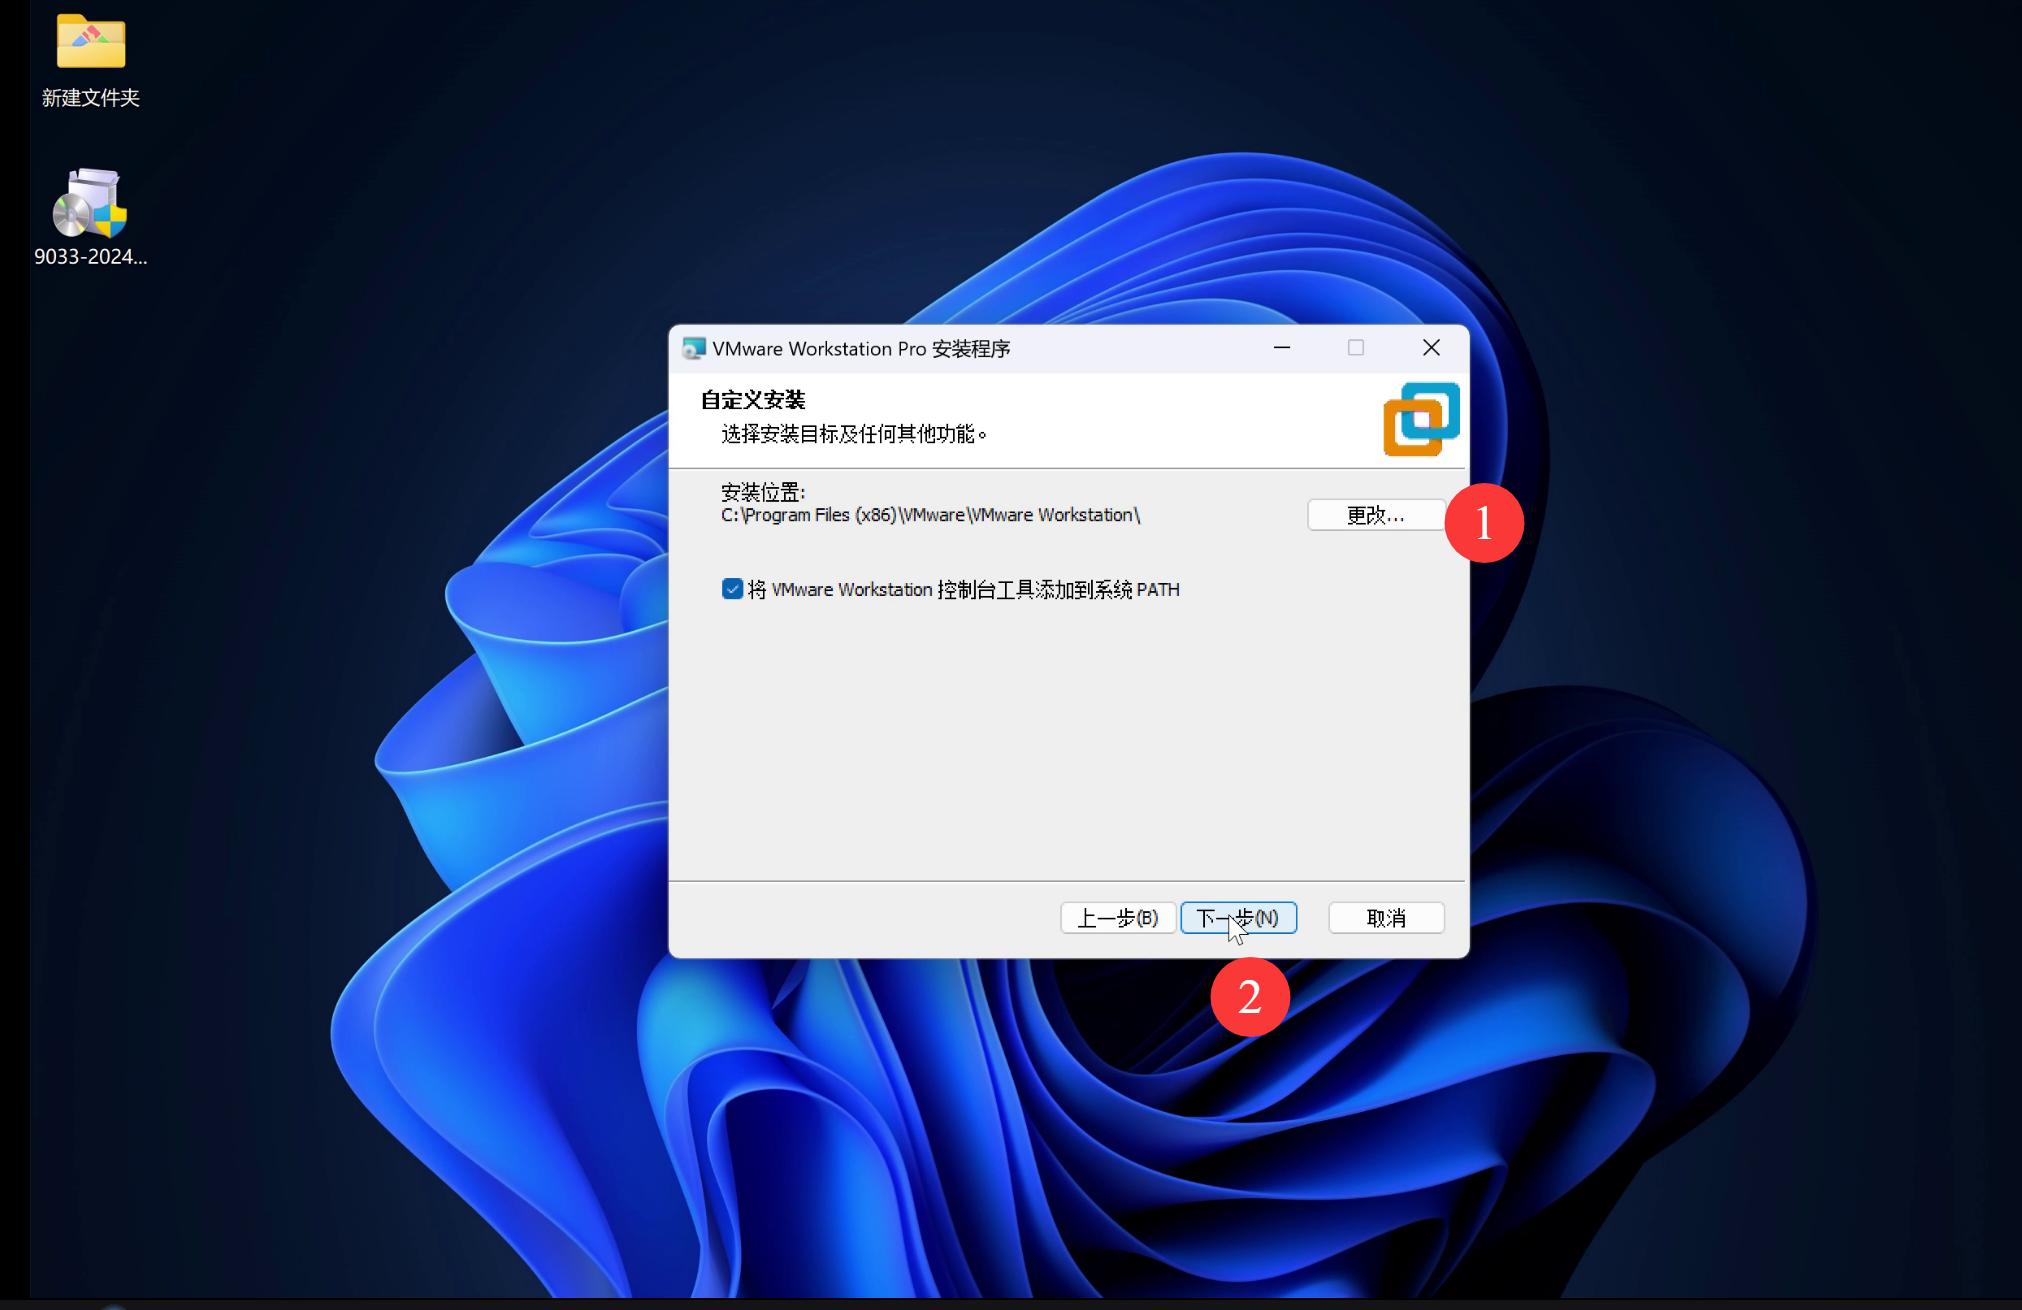 新建文件夹
9033-2024...
VMware Workstation Pro 安装程序
自定义安装
选择安装目标及任何其他功能。
安装位置:
C:\Program Files (x86)\VMware\VMware Workstation\
更改...
1
将 VMware Workstation 控制台工具添加到系统 PATH
上一步(B)
下一步(N)
取消
2